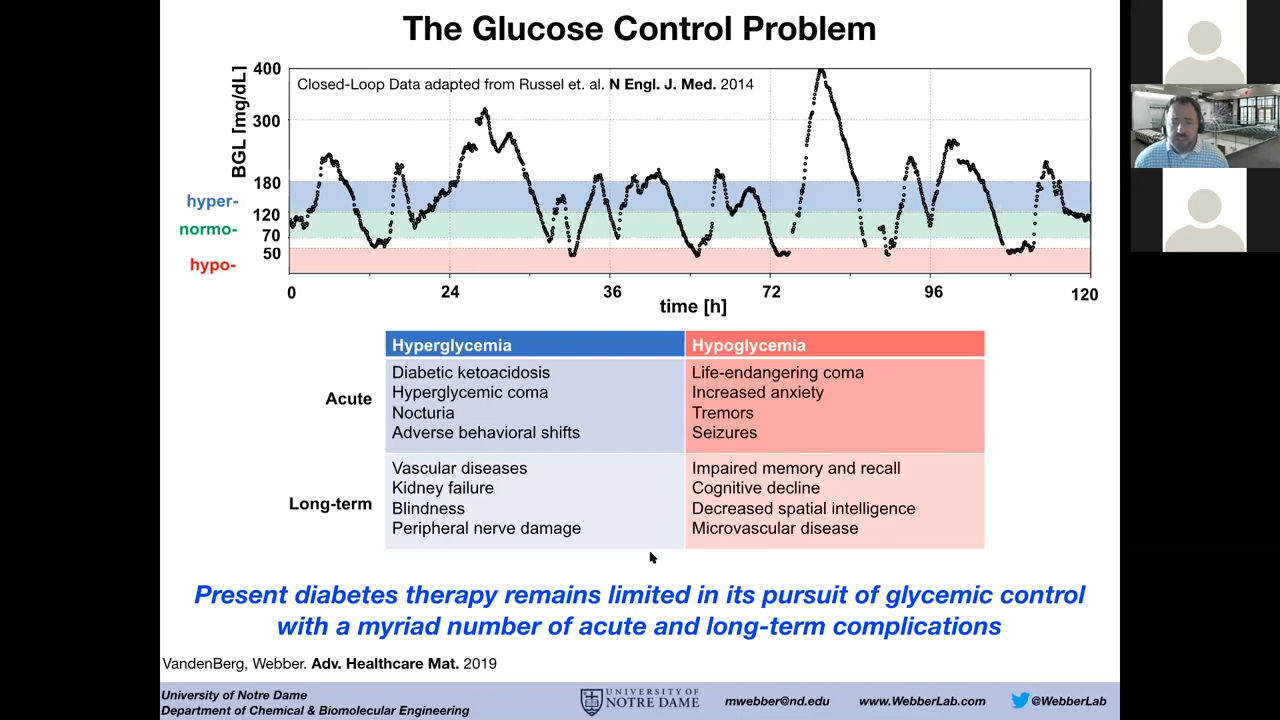 The Glucose Control Problem
Closed-Loop Data adapted from Russel et. al. N Engl. J. Med. 2014
BGL [mg/dL]
400
300
180
120
70
50
hyper-
normo-
hypo-
0
24
36
72
96
120
time [h]
Hyperglycemia
Hypoglycemia
Acute
Diabetic ketoacidosis
Hyperglycemic coma
Nocturia
Adverse behavioral shifts
Life-endangering coma
Increased anxiety
Tremors
Seizures
Long-term
Vascular diseases
Kidney failure
Blindness
Peripheral nerve damage
Impaired memory and recall
Cognitive decline
Decreased spatial intelligence
Microvascular disease
Present diabetes therapy remains limited in its pursuit of glycemic control
with a myriad number of acute and long-term complications
VandenBerg, Webber. Adv. Healthcare Mat. 2019
University of Notre Dame
Department of Chemical & Biomolecular Engineering
UNIVERSITY OF
NOTRE DAME
mwebber@nd.edu
www.WebberLab.com
@WebberLab